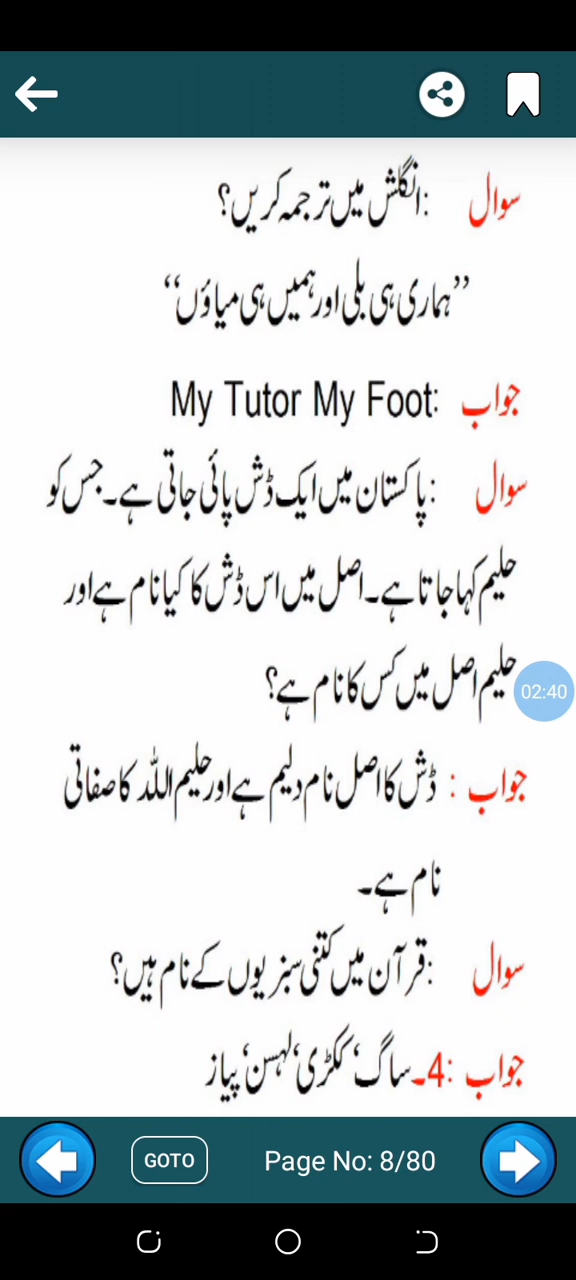 سوال :انگلش میں ترجمہ کریں؟
”ہماری ہی بلی اور ہمیں ہی میاؤں“
جواب :My Tutor My Foot
سوال :پاکستان میں ایک ڈش پائی جاتی ہے۔ جس کو
حلیم کہا جاتا ہے۔ اصل میں اس ڈش کا کیا نام ہے اور
حلیم اصل میں کس کا نام ہے؟
02:40
جواب : ڈش کا اصل نام دلیم ہے اور حلیم اللہ کا صفاتی
نام ہے۔
سوال :قرآن میں کتنی سبزیوں کے نام ہیں؟
جواب :4۔ ساگ‘ ککڑی‘ لہسن‘ پیاز
GOTO Page No: 8/80